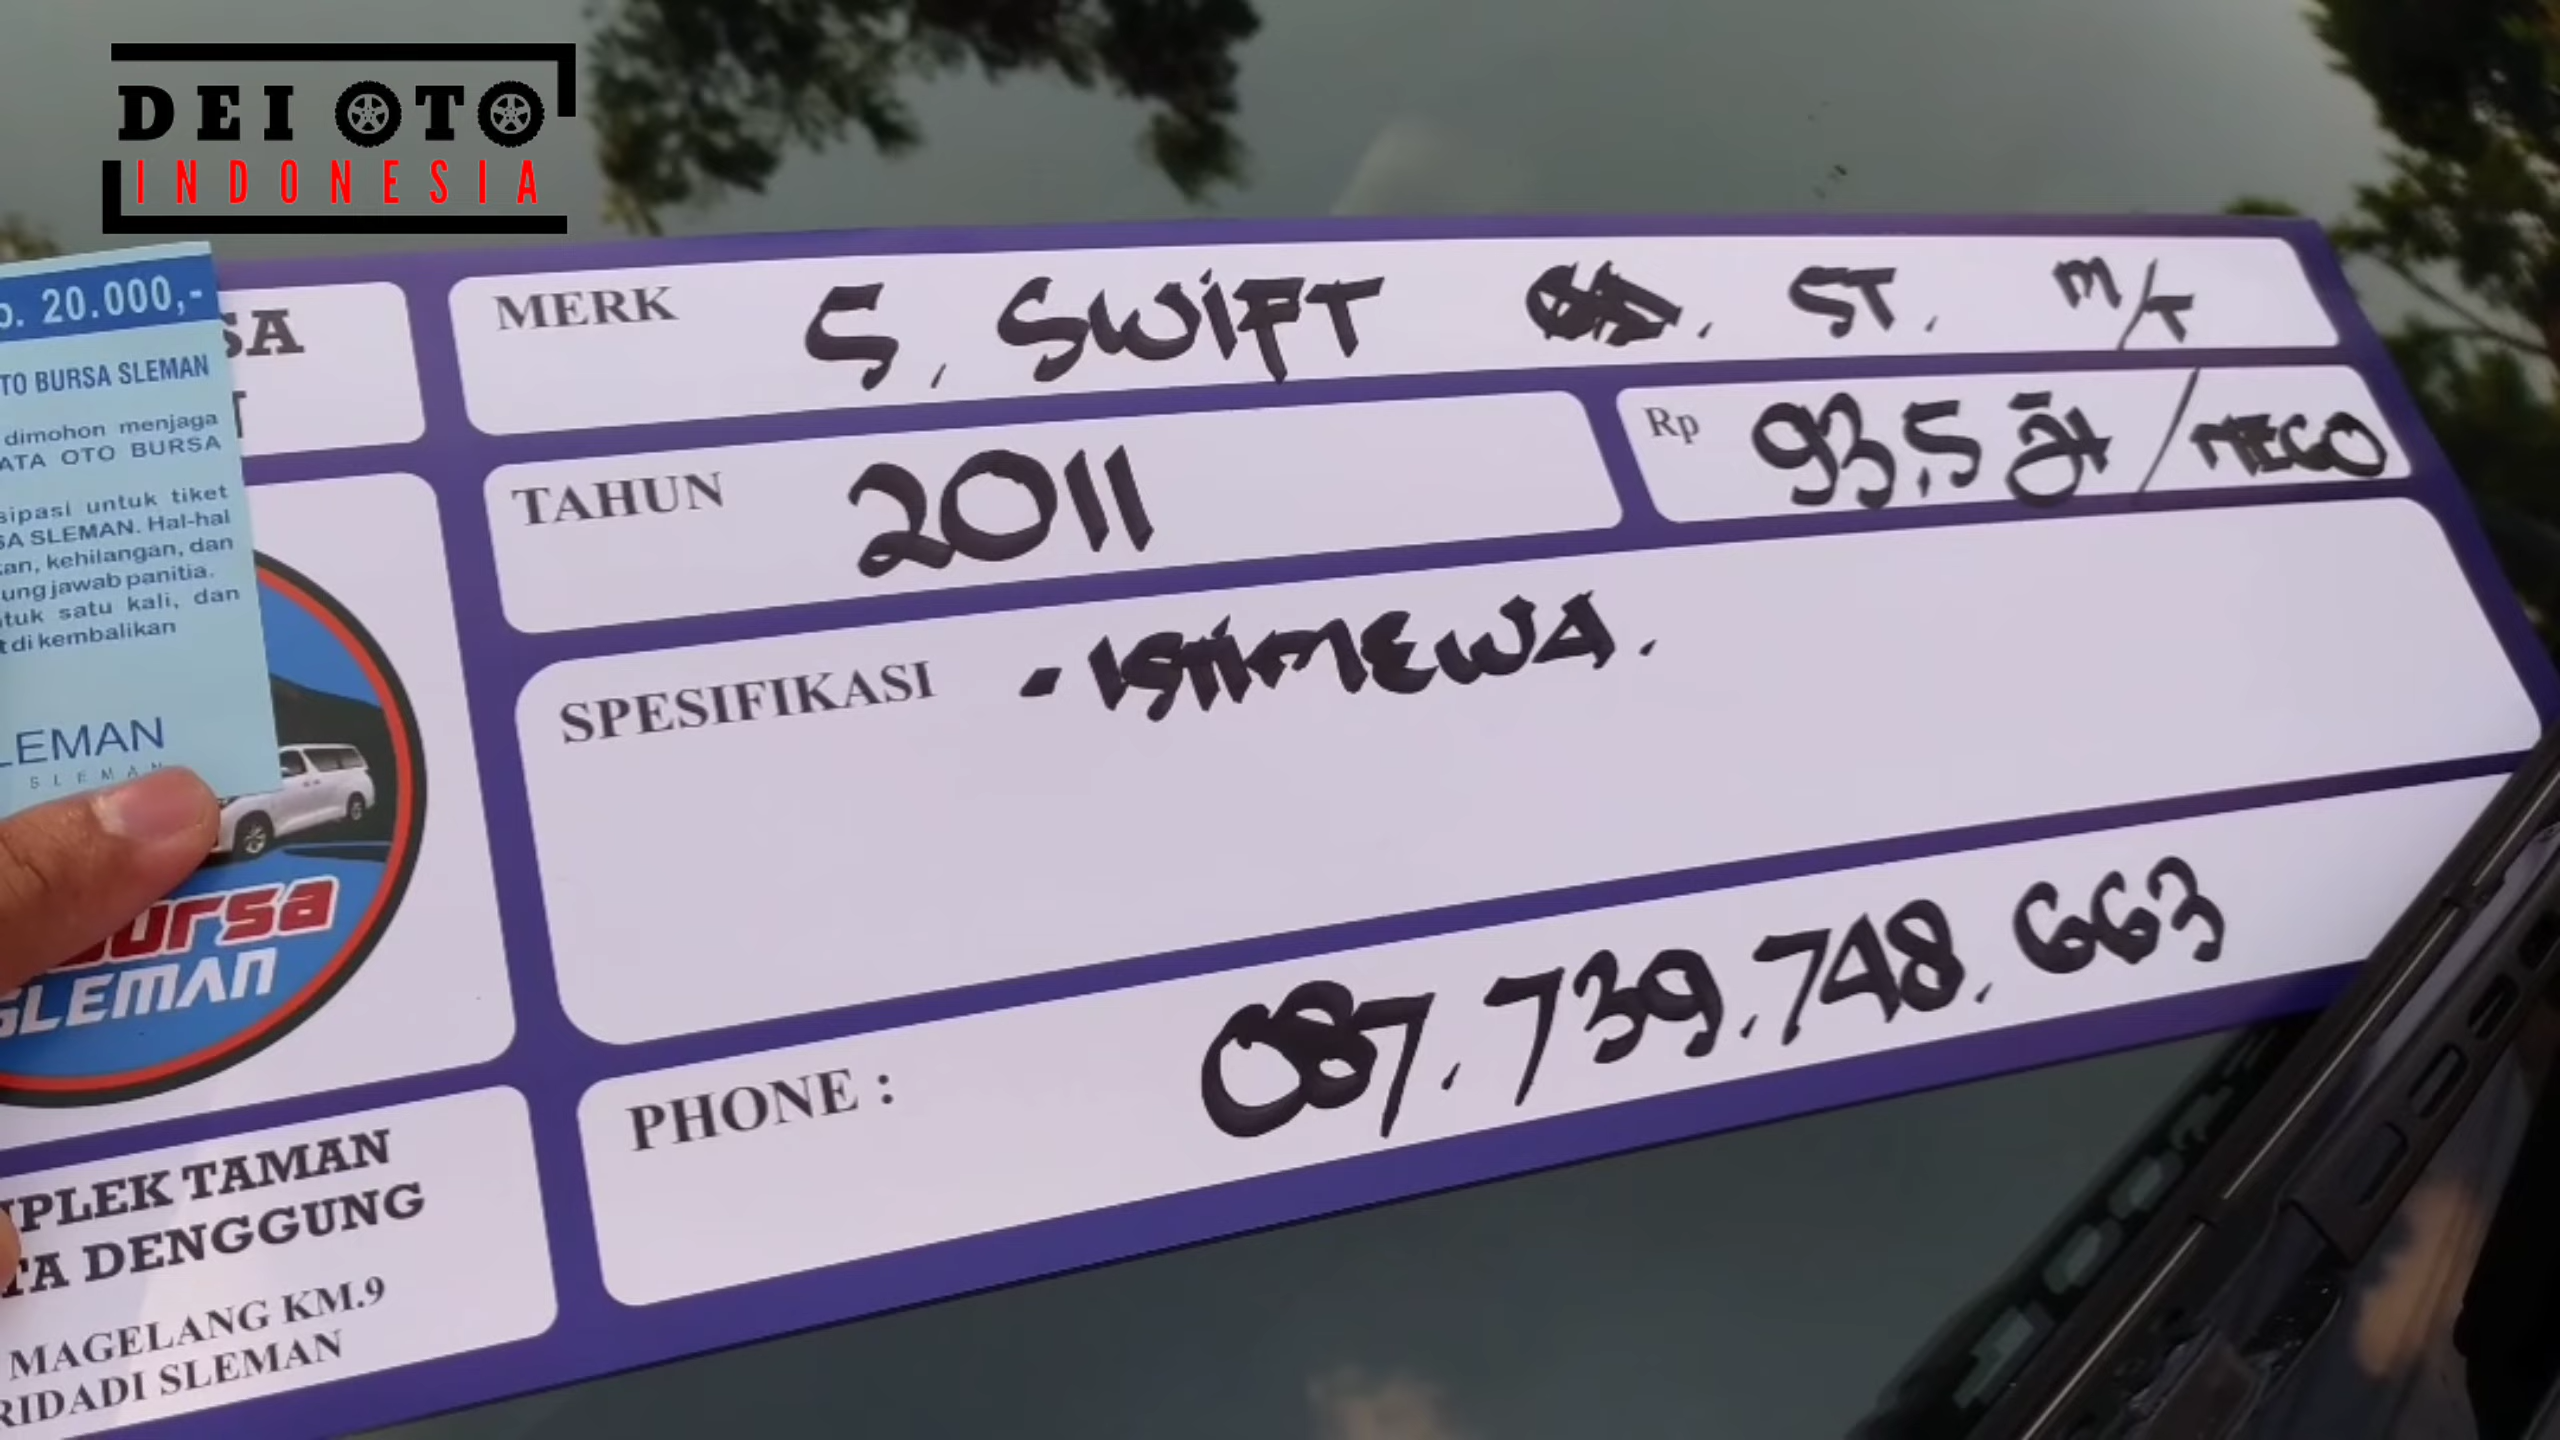 DEI OTO
INDONESIA
. 20.000,-
SA
TO BURSA SLEMAN
dimohon menjaga
ATA OTO BURSA
sipasi untuk tiket
SA SLEMAN. Hal-hal
kan, kehilangan, dan
ung jawab panitia.
tuk satu kali, dan
t di kembalikan
LEMAN
SLEMAN
MERK S, SWIFT . ST, M/T
TAHUN 2011
Rp 93,5 Jt / NEGO
SPESIFIKASI - ISTIMEWA.
PHONE : 087.739.748.663
Bursa
SLEMAN
PLEK TAMAN
TA DENGGUNG
MAGELANG KM.9
RIDADI SLEMAN